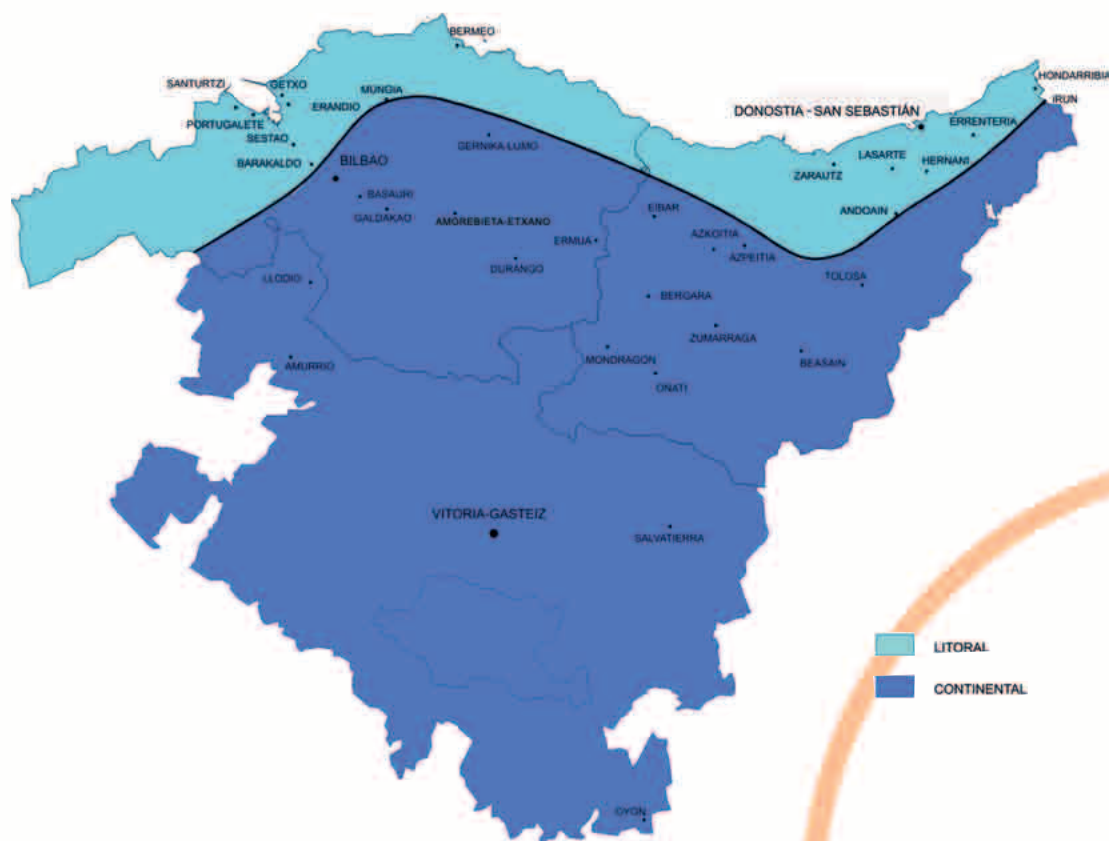 BERMEO
HONDARRIBIA
SANTURTZI
GETXO
MUNGIA
IRUN
ERANDIO
DONOSTIA - SAN SEBASTIÁN
PORTUGALETE
ERRENTERIA
SESTAO
GERNIKA-LUMO
BARAKALDO
BILBAO
LASARTE
HERNANI
ZARAUTZ
BASAURI
GALDAKAO
AMOREBIETA-ETXANO
EIBAR
ANDOAIN
ERMUA
AZKOITIA
AZPEITIA
DURANGO
LLODIO
TOLOSA
BERGARA
ZUMARRAGA
MONDRAGON
BEASAIN
AMURRIO
ONATI
VITORIA-GASTEIZ
SALVATIERRA
LITORAL
CONTINENTAL
OYON